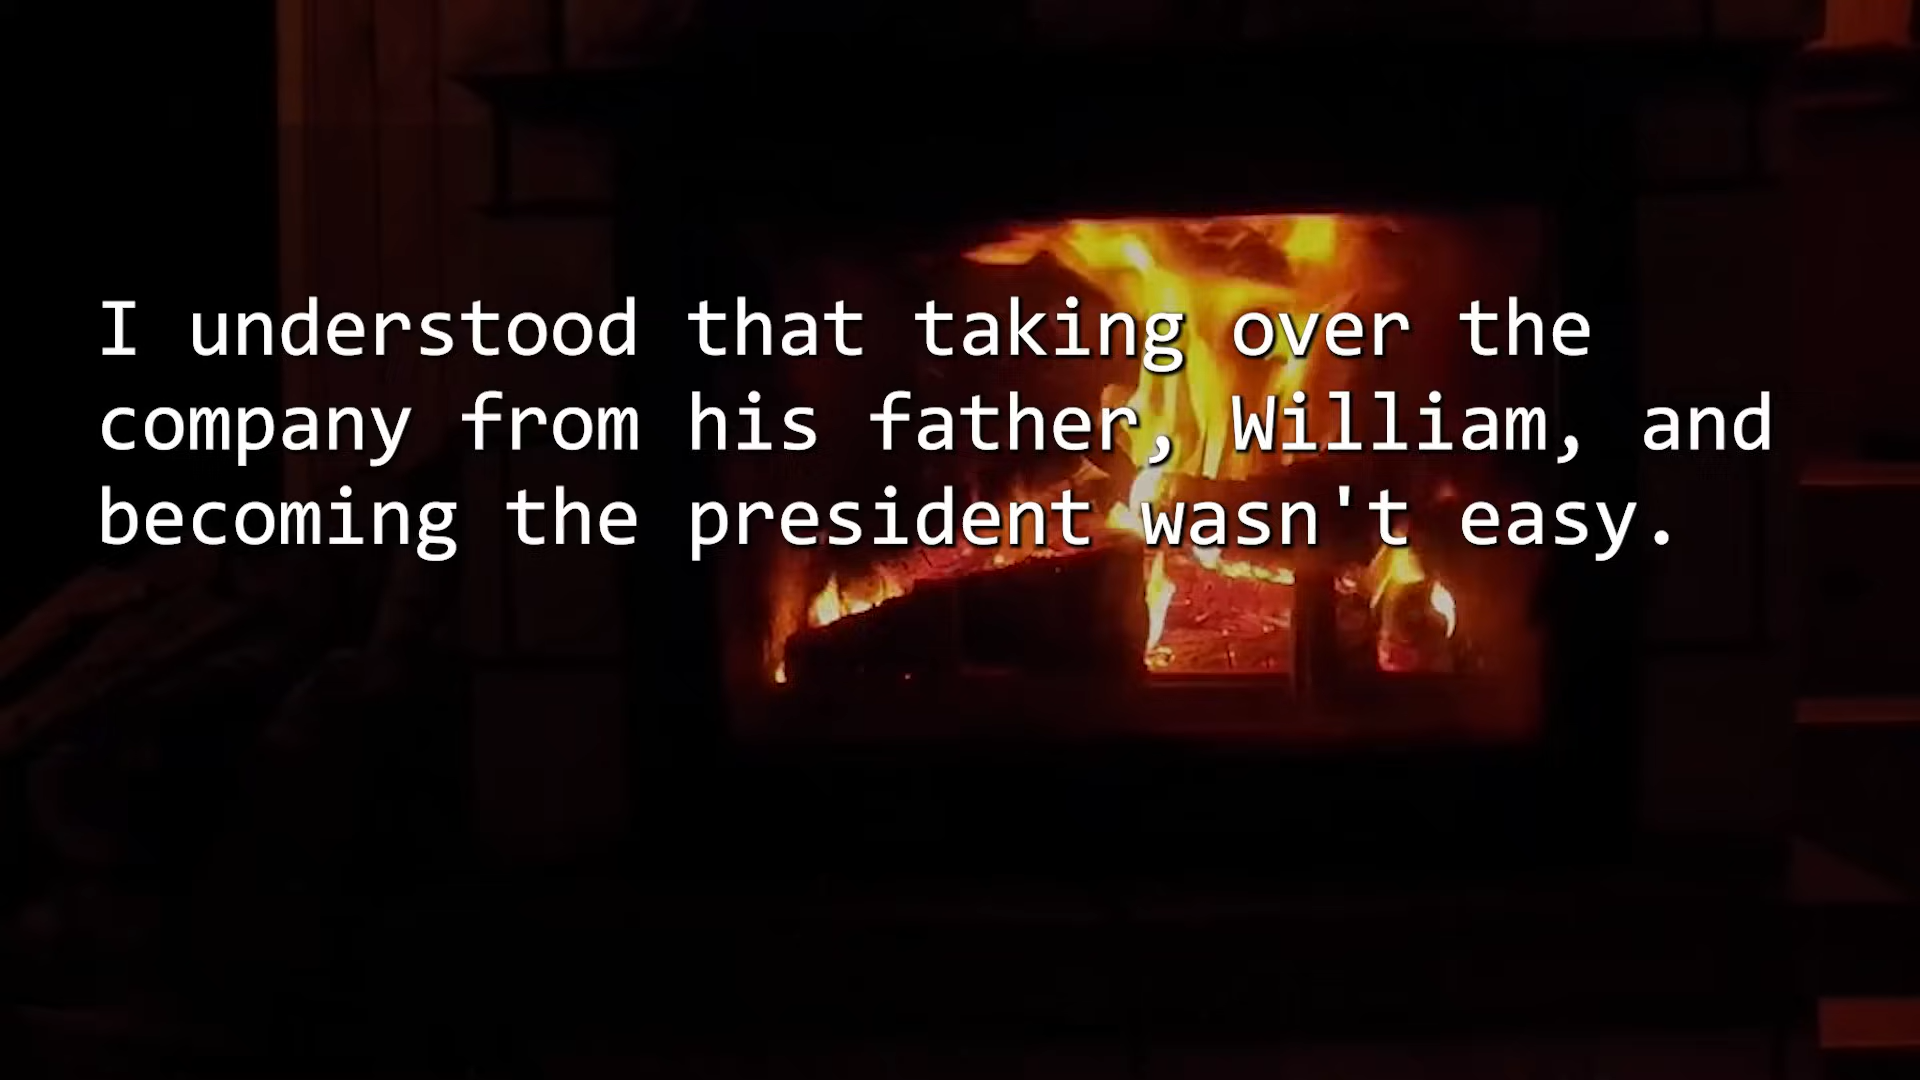 I understood that taking over the
company from his father, William, and
becoming the president wasn't easy.